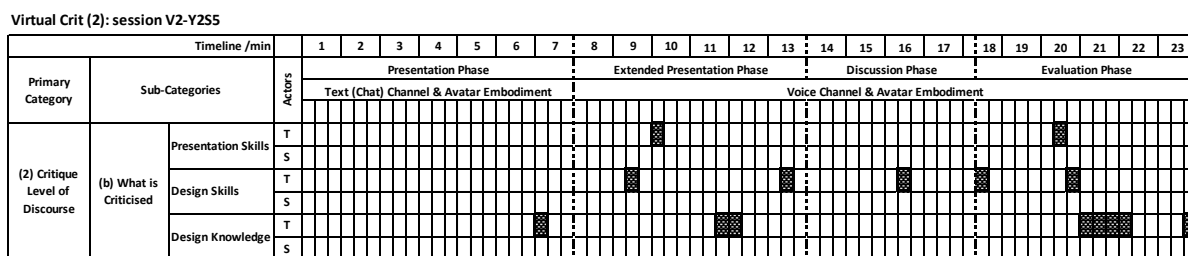 Virtual Crit (2): session V2-Y2S5
Timeline /min 1 2 3 4 5 6 7 8 9 10 11 12 13 14 15 16 17 18 19 20 21 22 23
Primary Category
Sub-Categories
Actors
Presentation Phase Extended Presentation Phase Discussion Phase Evaluation Phase
Text (Chat) Channel & Avatar Embodiment Voice Channel & Avatar Embodiment
(2) Critique Level of Discourse
(b) What is Criticised
Presentation Skills
T
S
Design Skills
T
S
Design Knowledge
T
S